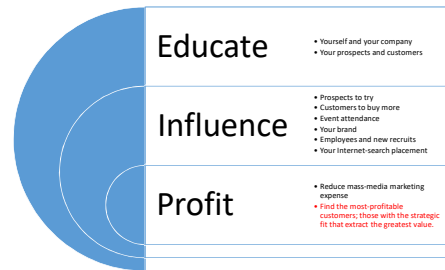 Educate
• Yourself and your company
• Your prospects and customers
Influence
• Prospects to try
• Customers to buy more
• Event attendance
• Your brand
• Employees and new recruits
• Your Internet-search placement
Profit
• Reduce mass-media marketing
expense
• Find the most-profitable
customers; those with the strategic
fit that extract the greatest value.